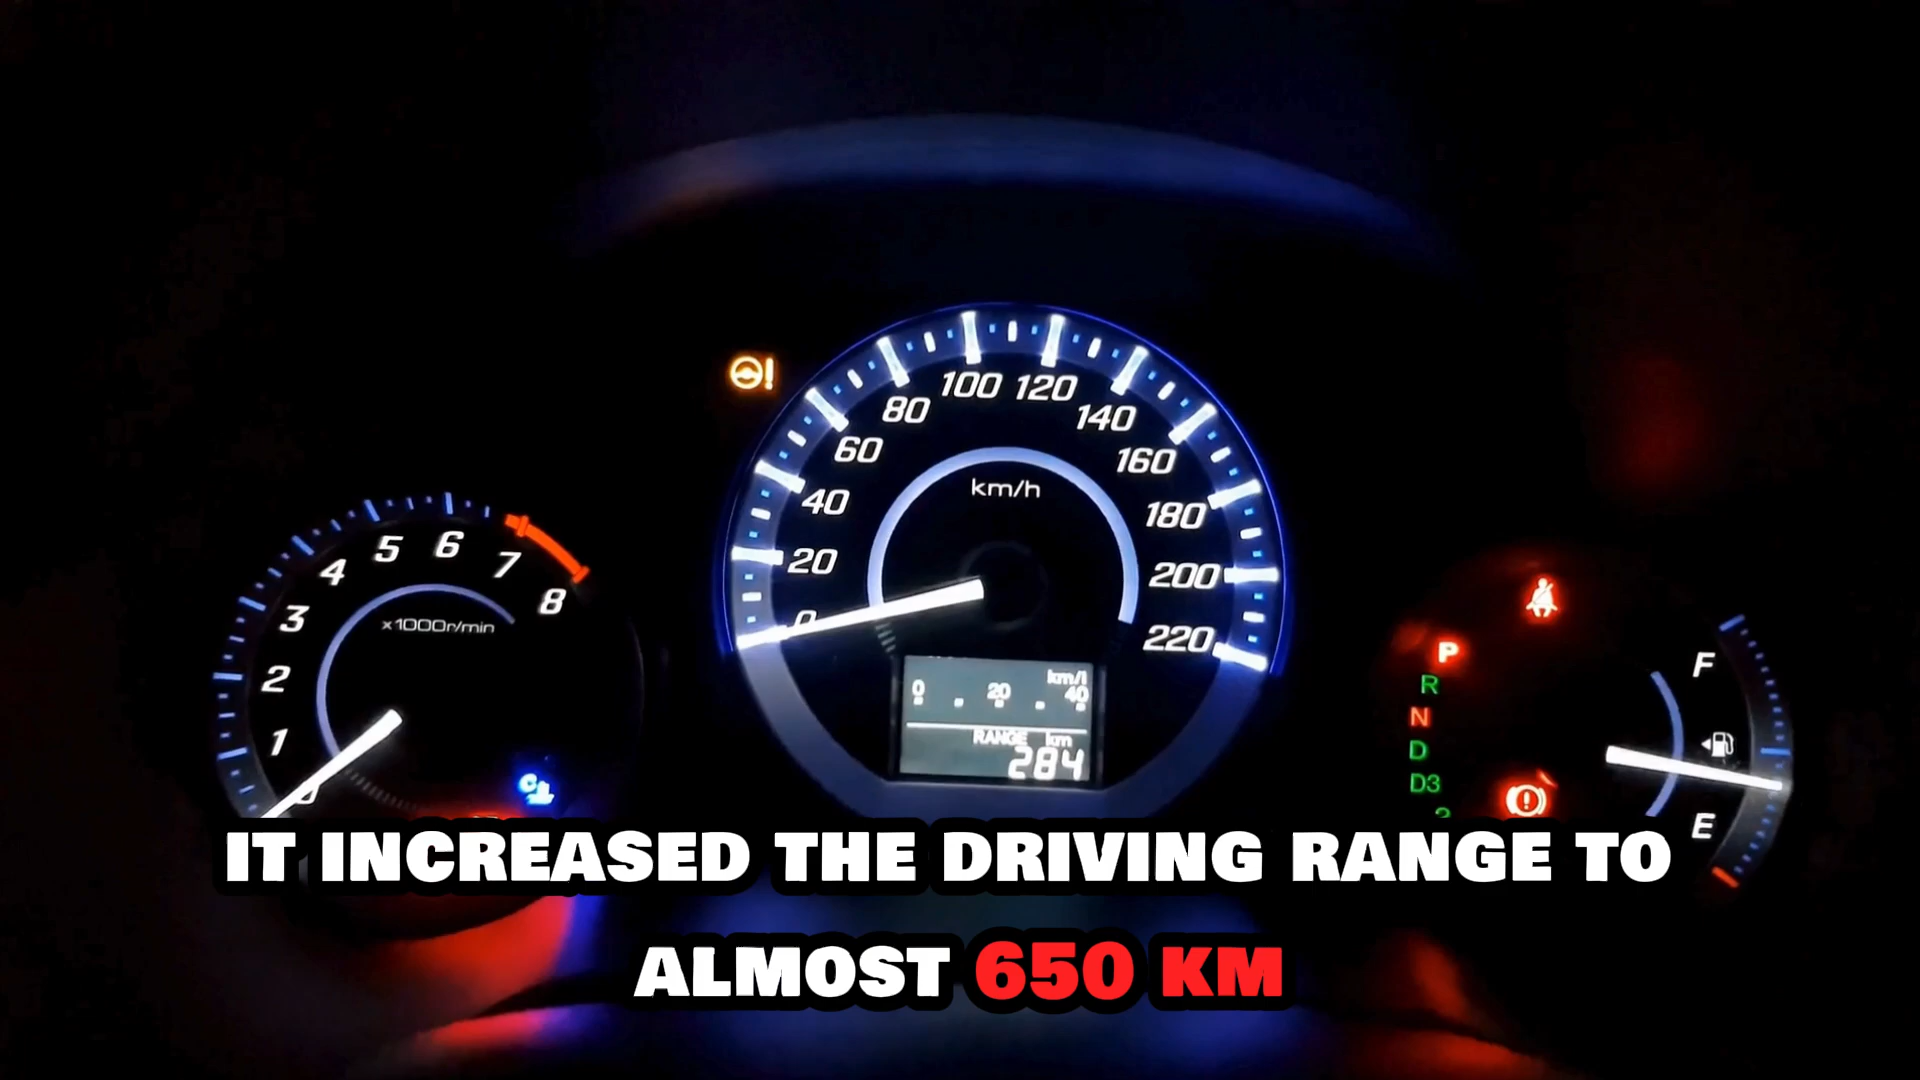 100 120
80 140
60 160
km/h
40 180
20 200
0 220
km/l
0 20 40
RANGE km
284
x1000r/min
1 2 3 4 5 6 7 8
P
R
N
D
D3
F
E
IT INCREASED THE DRIVING RANGE TO
ALMOST 650 KM